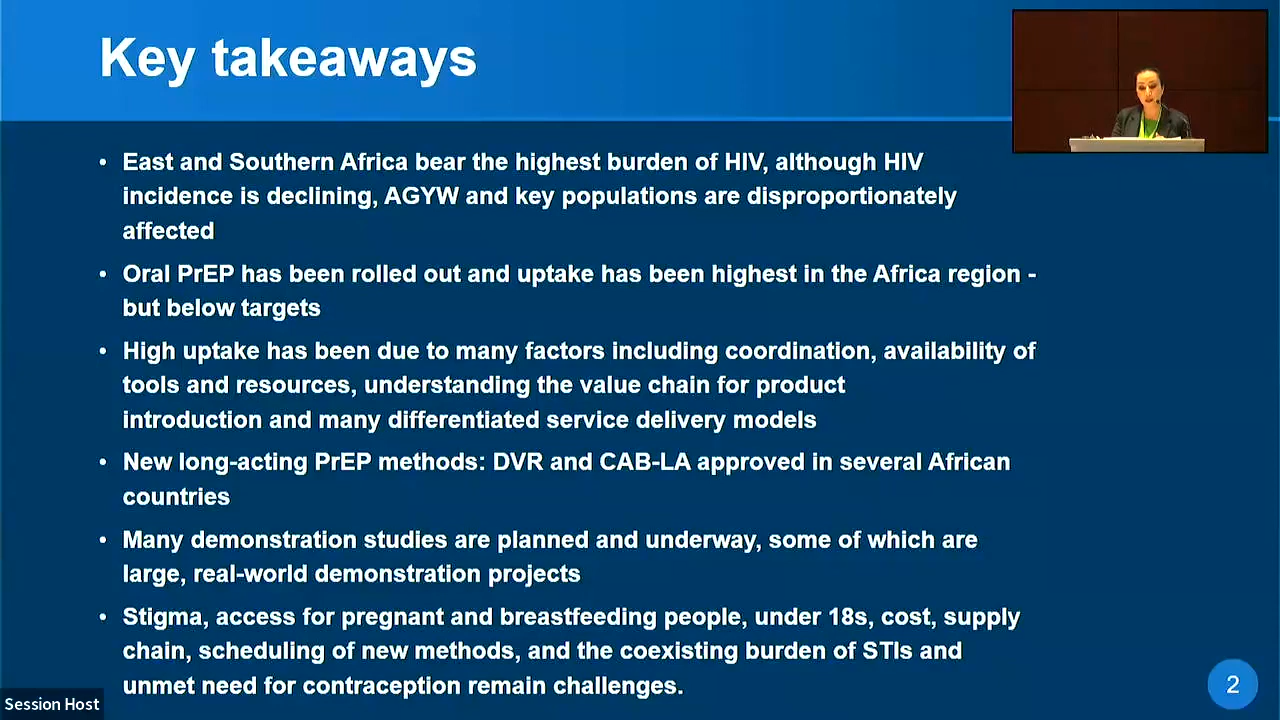 Key takeaways
• East and Southern Africa bear the highest burden of HIV, although HIV
incidence is declining, AGYW and key populations are disproportionately
affected
• Oral PrEP has been rolled out and uptake has been highest in the Africa region -
but below targets
• High uptake has been due to many factors including coordination, availability of
tools and resources, understanding the value chain for product
introduction and many differentiated service delivery models
• New long-acting PrEP methods: DVR and CAB-LA approved in several African
countries
• Many demonstration studies are planned and underway, some of which are
large, real-world demonstration projects
• Stigma, access for pregnant and breastfeeding people, under 18s, cost, supply
chain, scheduling of new methods, and the coexisting burden of STIs and
unmet need for contraception remain challenges.
2
Session Host